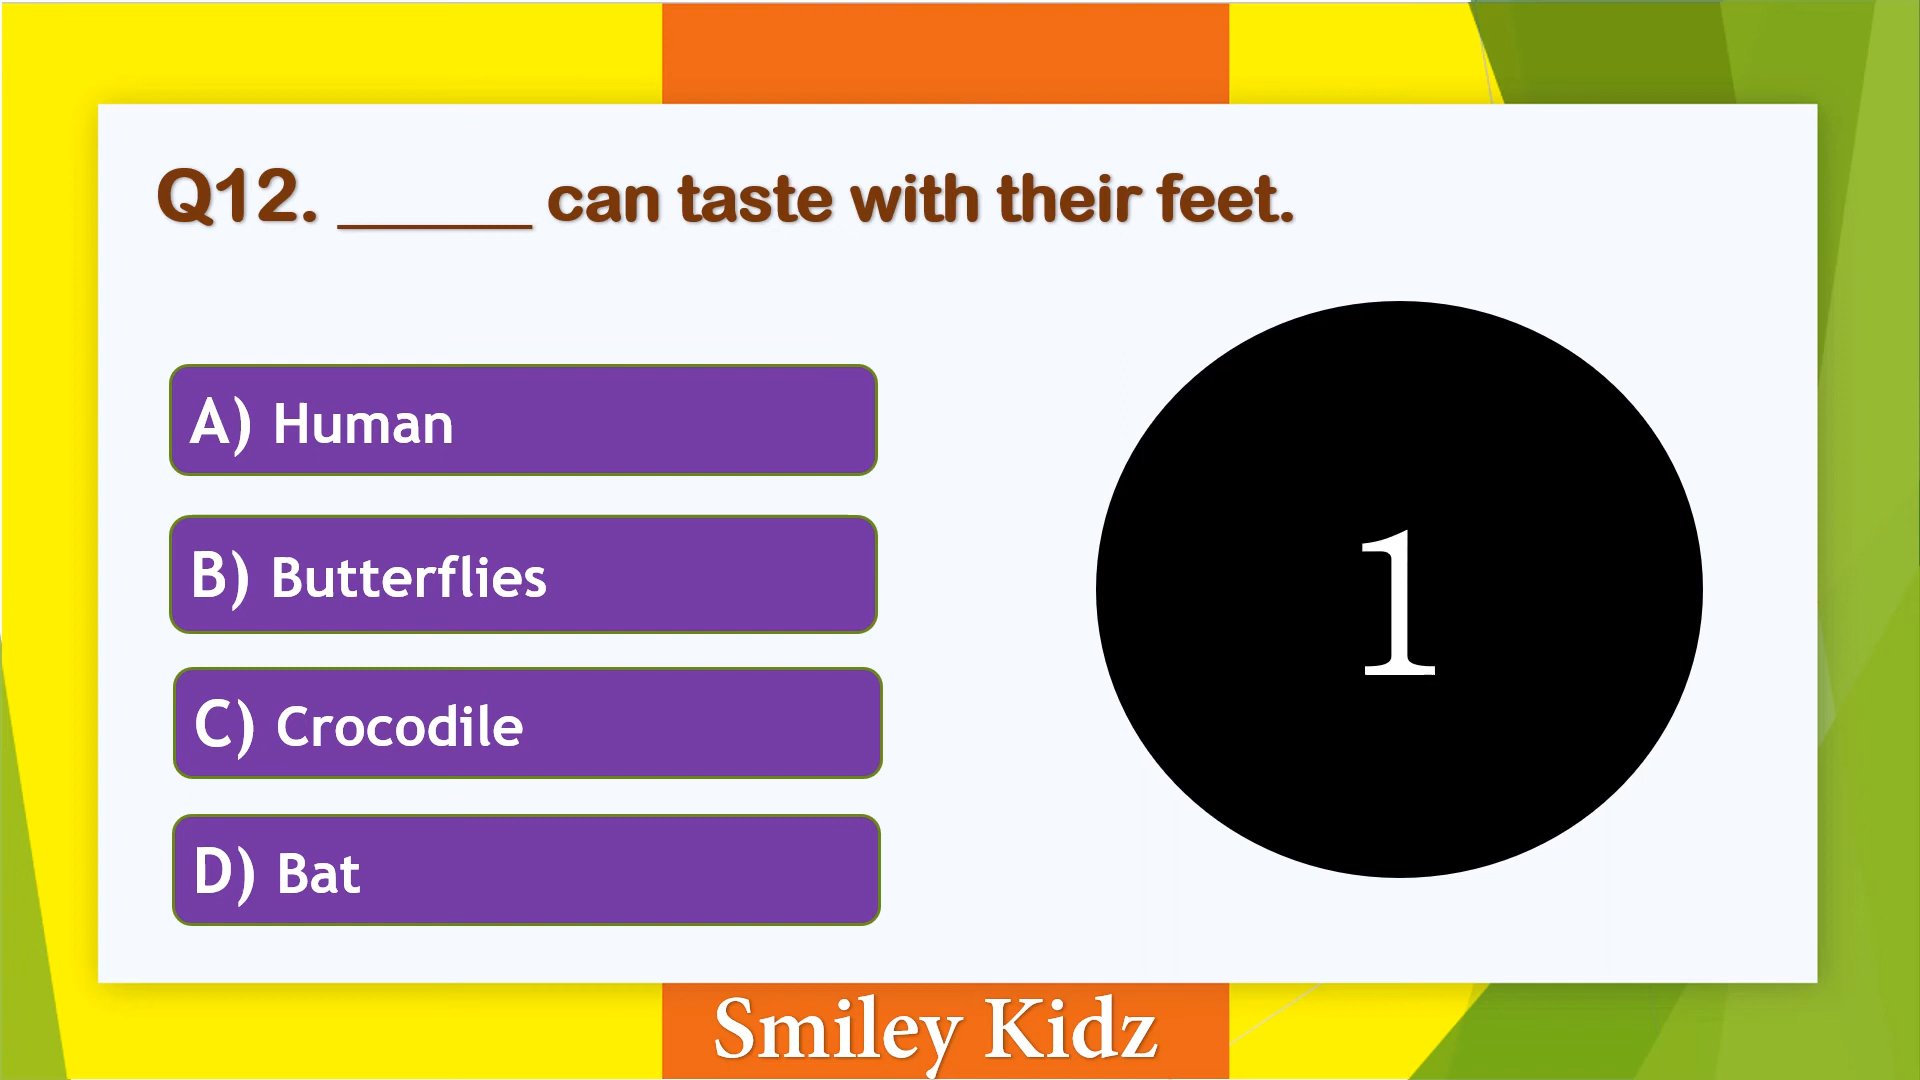 Q12. ______ can taste with their feet.
A) Human
B) Butterflies
C) Crocodile
D) Bat
1
Smiley Kidz